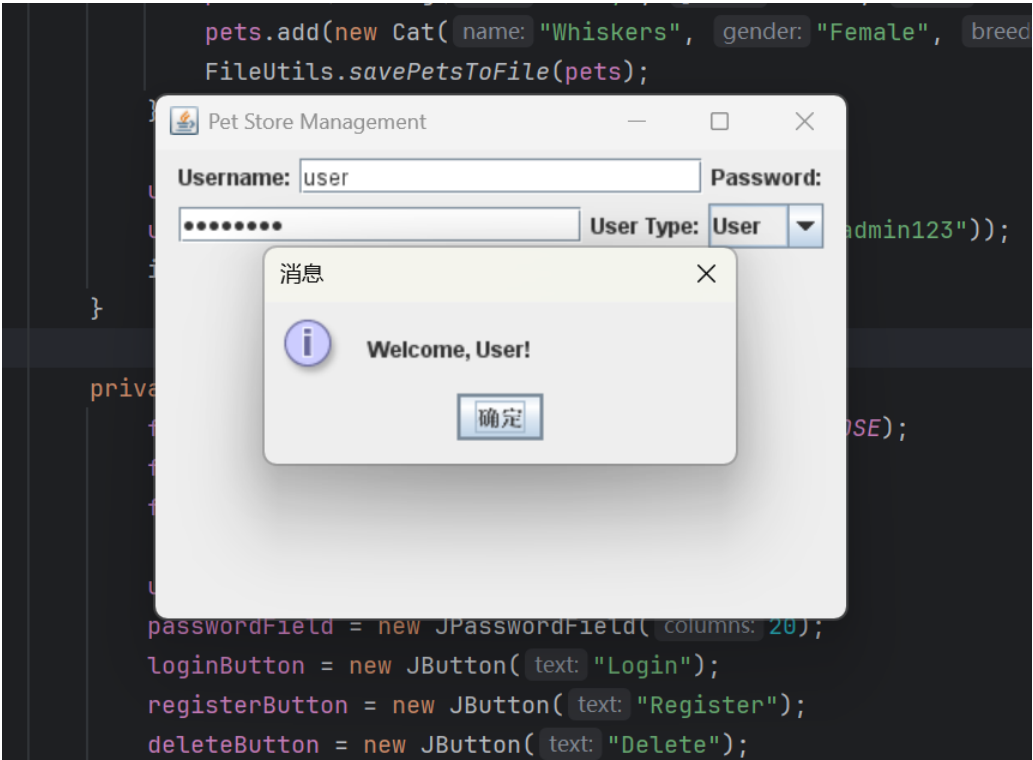 pets.add(new Cat( name: "Whiskers", gender: "Female", breed
FileUtils.savePetsToFile(pets);
}
Pet Store Management
Username: user Password:
●●●●●●●● User Type: User
admin123"));
消息
}
Welcome, User!
priva
确定
OSE);
passwordField = new JPasswordField( columns: 20);
loginButton = new JButton( text: "Login");
registerButton = new JButton( text: "Register");
deleteButton = new JButton( text: "Delete");